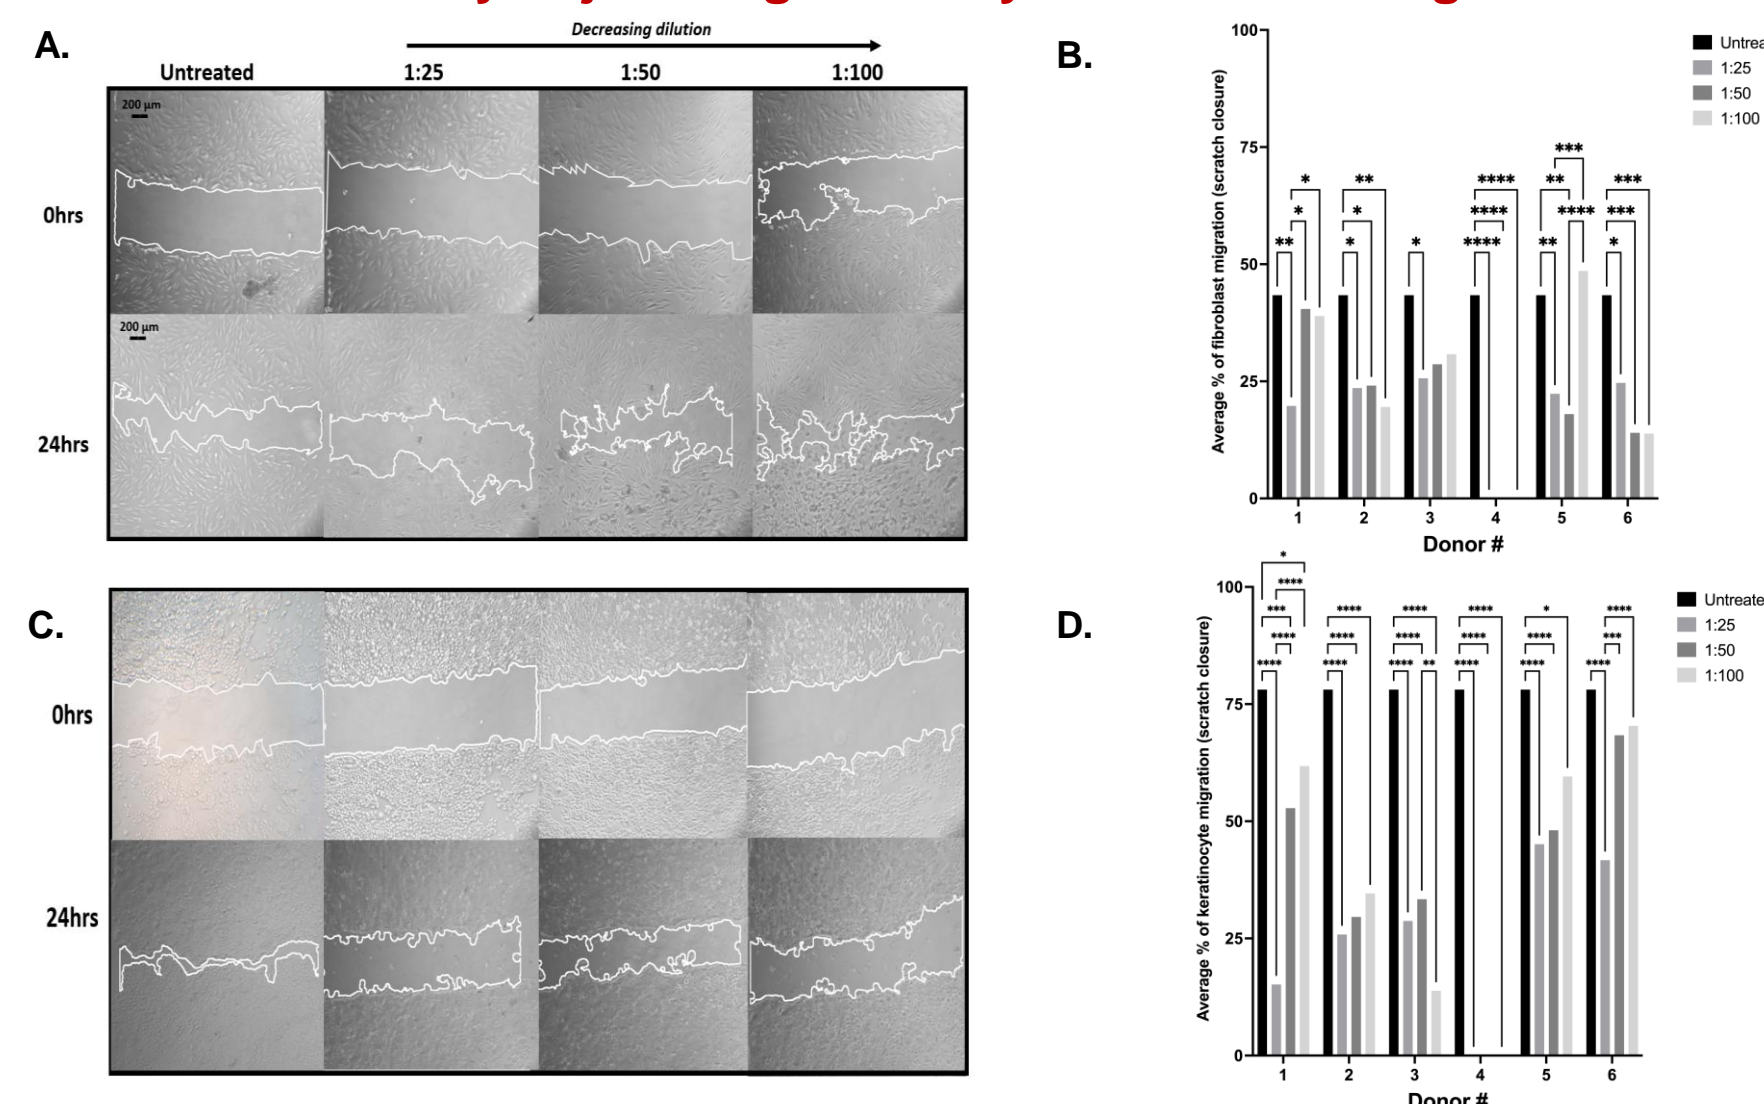 A.
Decreasing dilution
Untreated 1:25 1:50 1:100
200 µm
0hrs
200 µm
24hrs
B.
Average % of fibroblast migration (scratch closure)
100
75
50
25
0
** * *
* * **
*
**** **** ****
** ** *** ****
* *** ***
1 2 3 4 5 6
Donor #
1:25
1:50
1:100
C.
0hrs
24hrs
D.
Average % of keratinocyte migration (scratch closure)
100
75
50
25
0
**** **** *** **** *
**** **** ****
**** ** **** ****
**** **** ****
**** **** *
**** *** ****
1 2 3 4 5 6
Donor #
Untreate
1:25
1:50
1:100